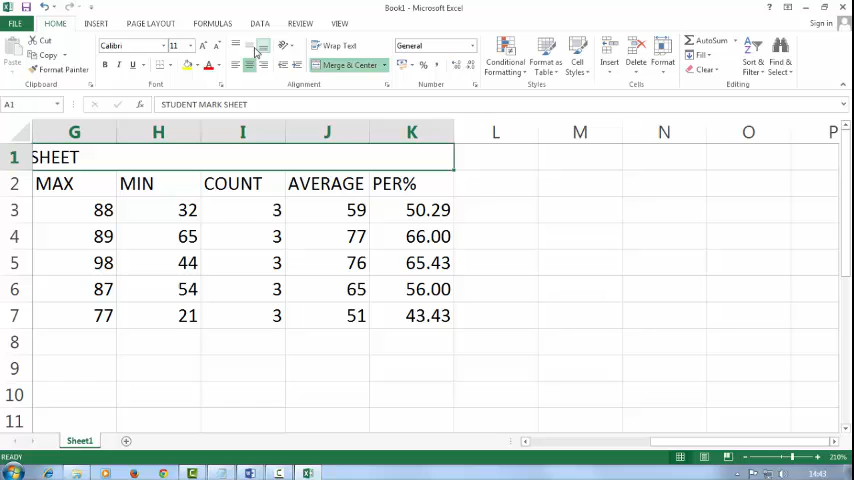 Book1 - Microsoft Excel
FILE HOME INSERT PAGE LAYOUT FORMULAS DATA REVIEW VIEW Sign in
Cut
Copy
Format Painter
Paste
Clipboard
Calibri 11
B I U
Font
Wrap Text
Merge & Center
Alignment
General
Number
Conditional Formatting
Format as Table
Cell Styles
Styles
Insert Delete Format
Cells
AutoSum
Fill
Clear
Sort & Filter
Find & Select
Editing
A1 fx STUDENT MARK SHEET
G H I J K L M N O P
1 SHEET
2 MAX MIN COUNT AVERAGE PER%
3 88 32 3 59 50.29
4 89 65 3 77 66.00
5 98 44 3 76 65.43
6 87 54 3 65 56.00
7 77 21 3 51 43.43
8
9
10
11
Sheet1
READY 210%
14:43